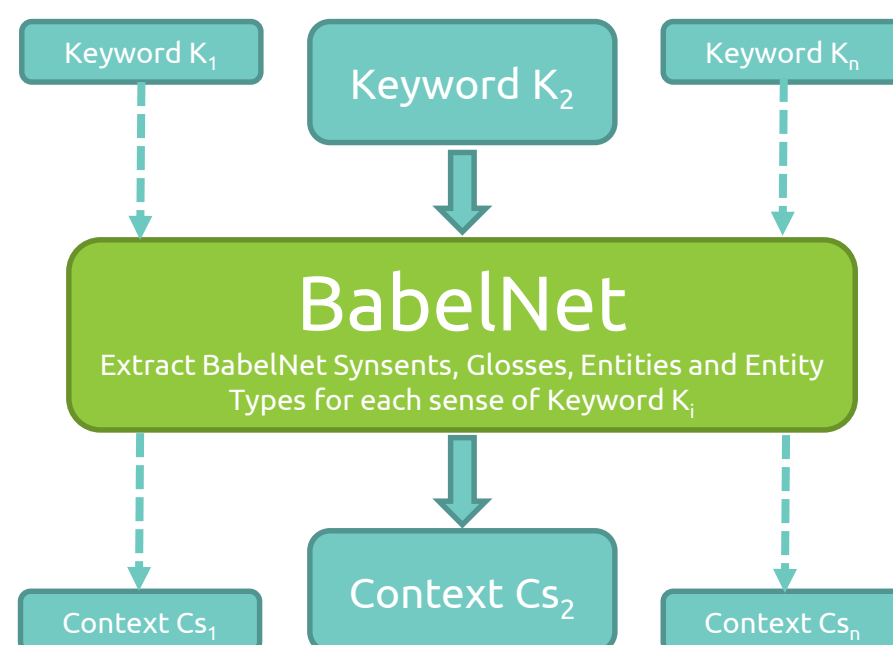 Keyword K₁
Keyword K₂
Keyword Kₙ
BabelNet
Extract BabelNet Synsents, Glosses, Entities and Entity
Types for each sense of Keyword Kᵢ
Context Cs₁
Context Cs₂
Context Csₙ